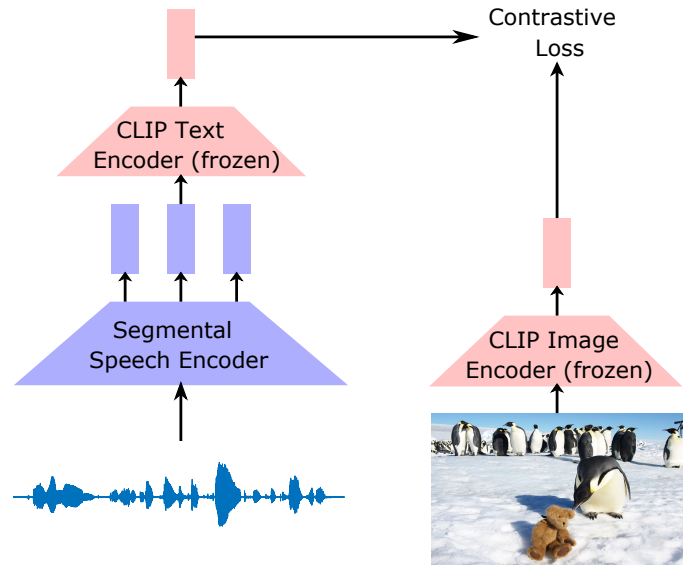 Contrastive
Loss
CLIP Text
Encoder (frozen)
Segmental
Speech Encoder
CLIP Image
Encoder (frozen)